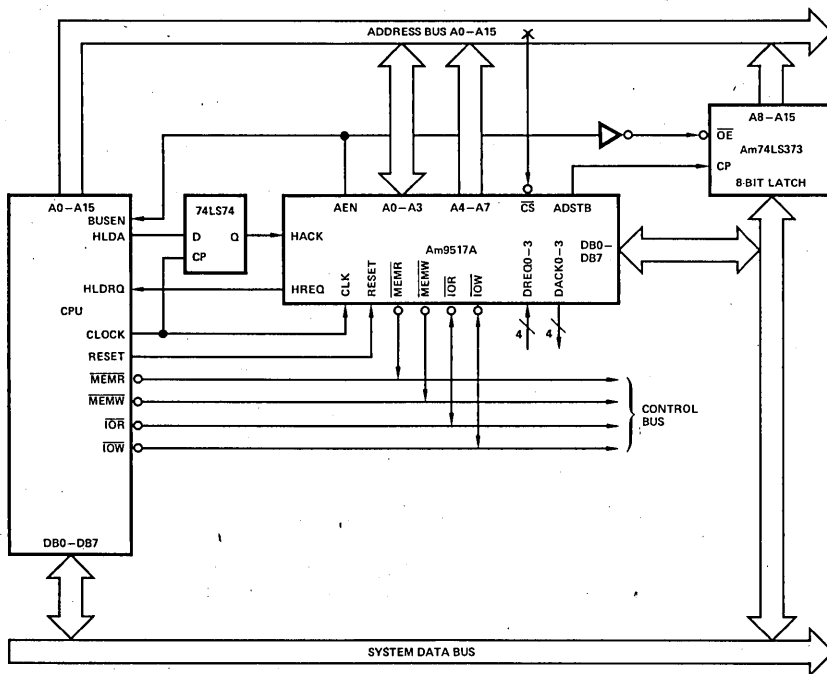 ADDRESS BUS A0–A15
A8–A15
OE
Am74LS373
CP
8-BIT LATCH
A0–A15
BUSEN
HLDA
HLDRQ
CPU
CLOCK
RESET
MEMR
MEMW
IOR
IOW
DB0–DB7
74LS74
D Q
CP
AEN A0–A3 A4–A7 CS ADSTB
HACK
Am9517A
DB0–
DB7
HREQ
CLK
RESET
MEMR
MEMW
IOR
IOW
DREQ0–3
DACK0–3
4
4
CONTROL
BUS
SYSTEM DATA BUS